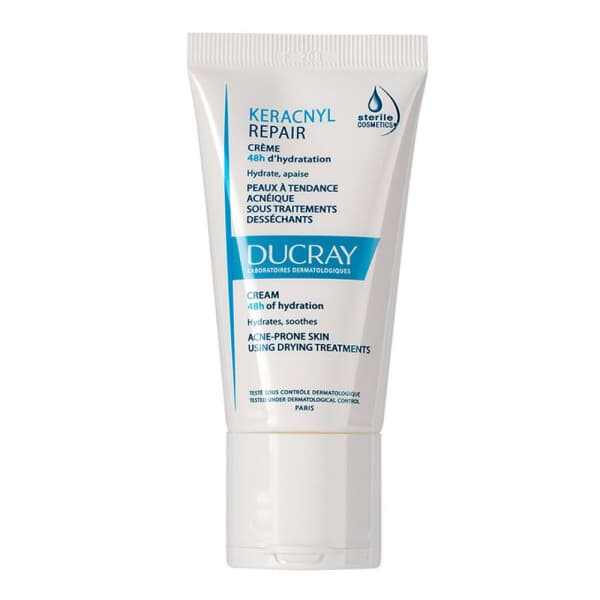 KERACNYL
REPAIR
CRÈME
48h d'hydratation
Hydrate, apaise
PEAUX À TENDANCE
ACNÉIQUE
SOUS TRAITEMENTS
DESSÉCHANTS
sterile
COSMETICS
DUCRAY
LABORATOIRES DERMATOLOGIQUES
CREAM
48h of hydration
Hydrates, soothes
ACNE-PRONE SKIN
USING DRYING TREATMENTS
TESTÉ SOUS CONTRÔLE DERMATOLOGIQUE
TESTED UNDER DERMATOLOGICAL CONTROL
PARIS